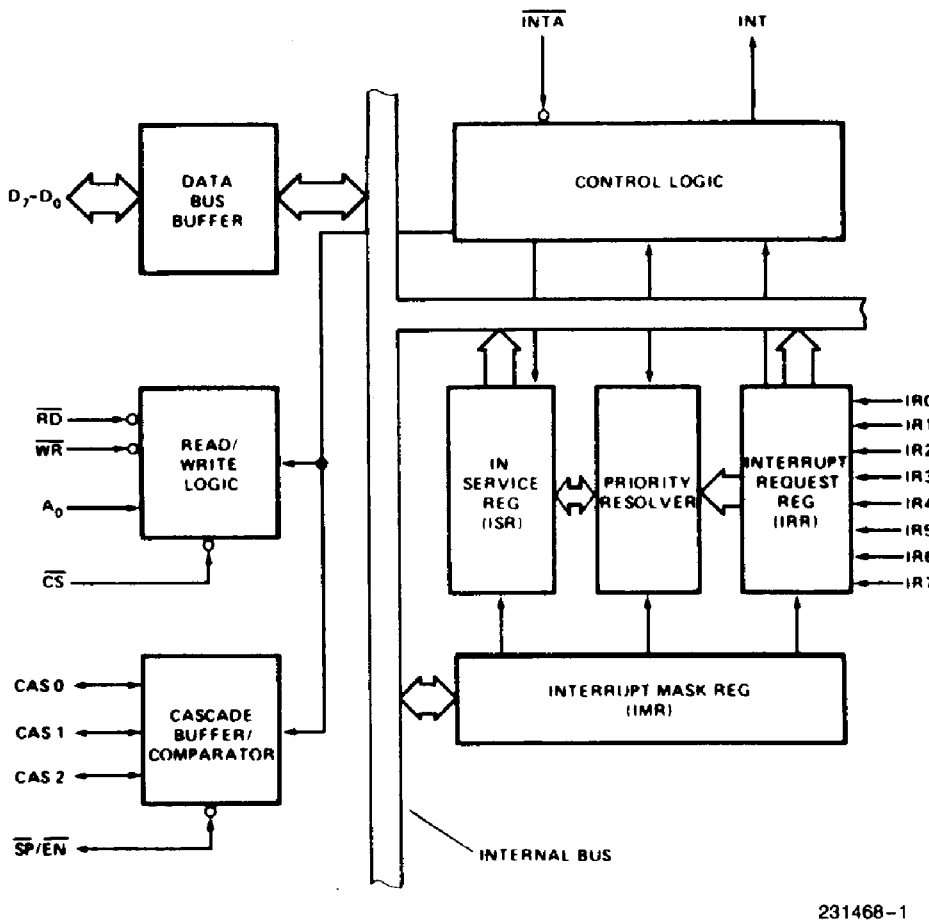 INTA
INT
D7-D0
DATA
BUS
BUFFER
CONTROL LOGIC
RD
WR
A0
CS
READ/
WRITE
LOGIC
IN
SERVICE
REG
(ISR)
PRIORITY
RESOLVER
INTERRUPT
REQUEST
REG
(IRR)
IR0
IR1
IR2
IR3
IR4
IR5
IR6
IR7
CAS 0
CAS 1
CAS 2
SP/EN
CASCADE
BUFFER/
COMPARATOR
INTERRUPT MASK REG
(IMR)
INTERNAL BUS
231468-1